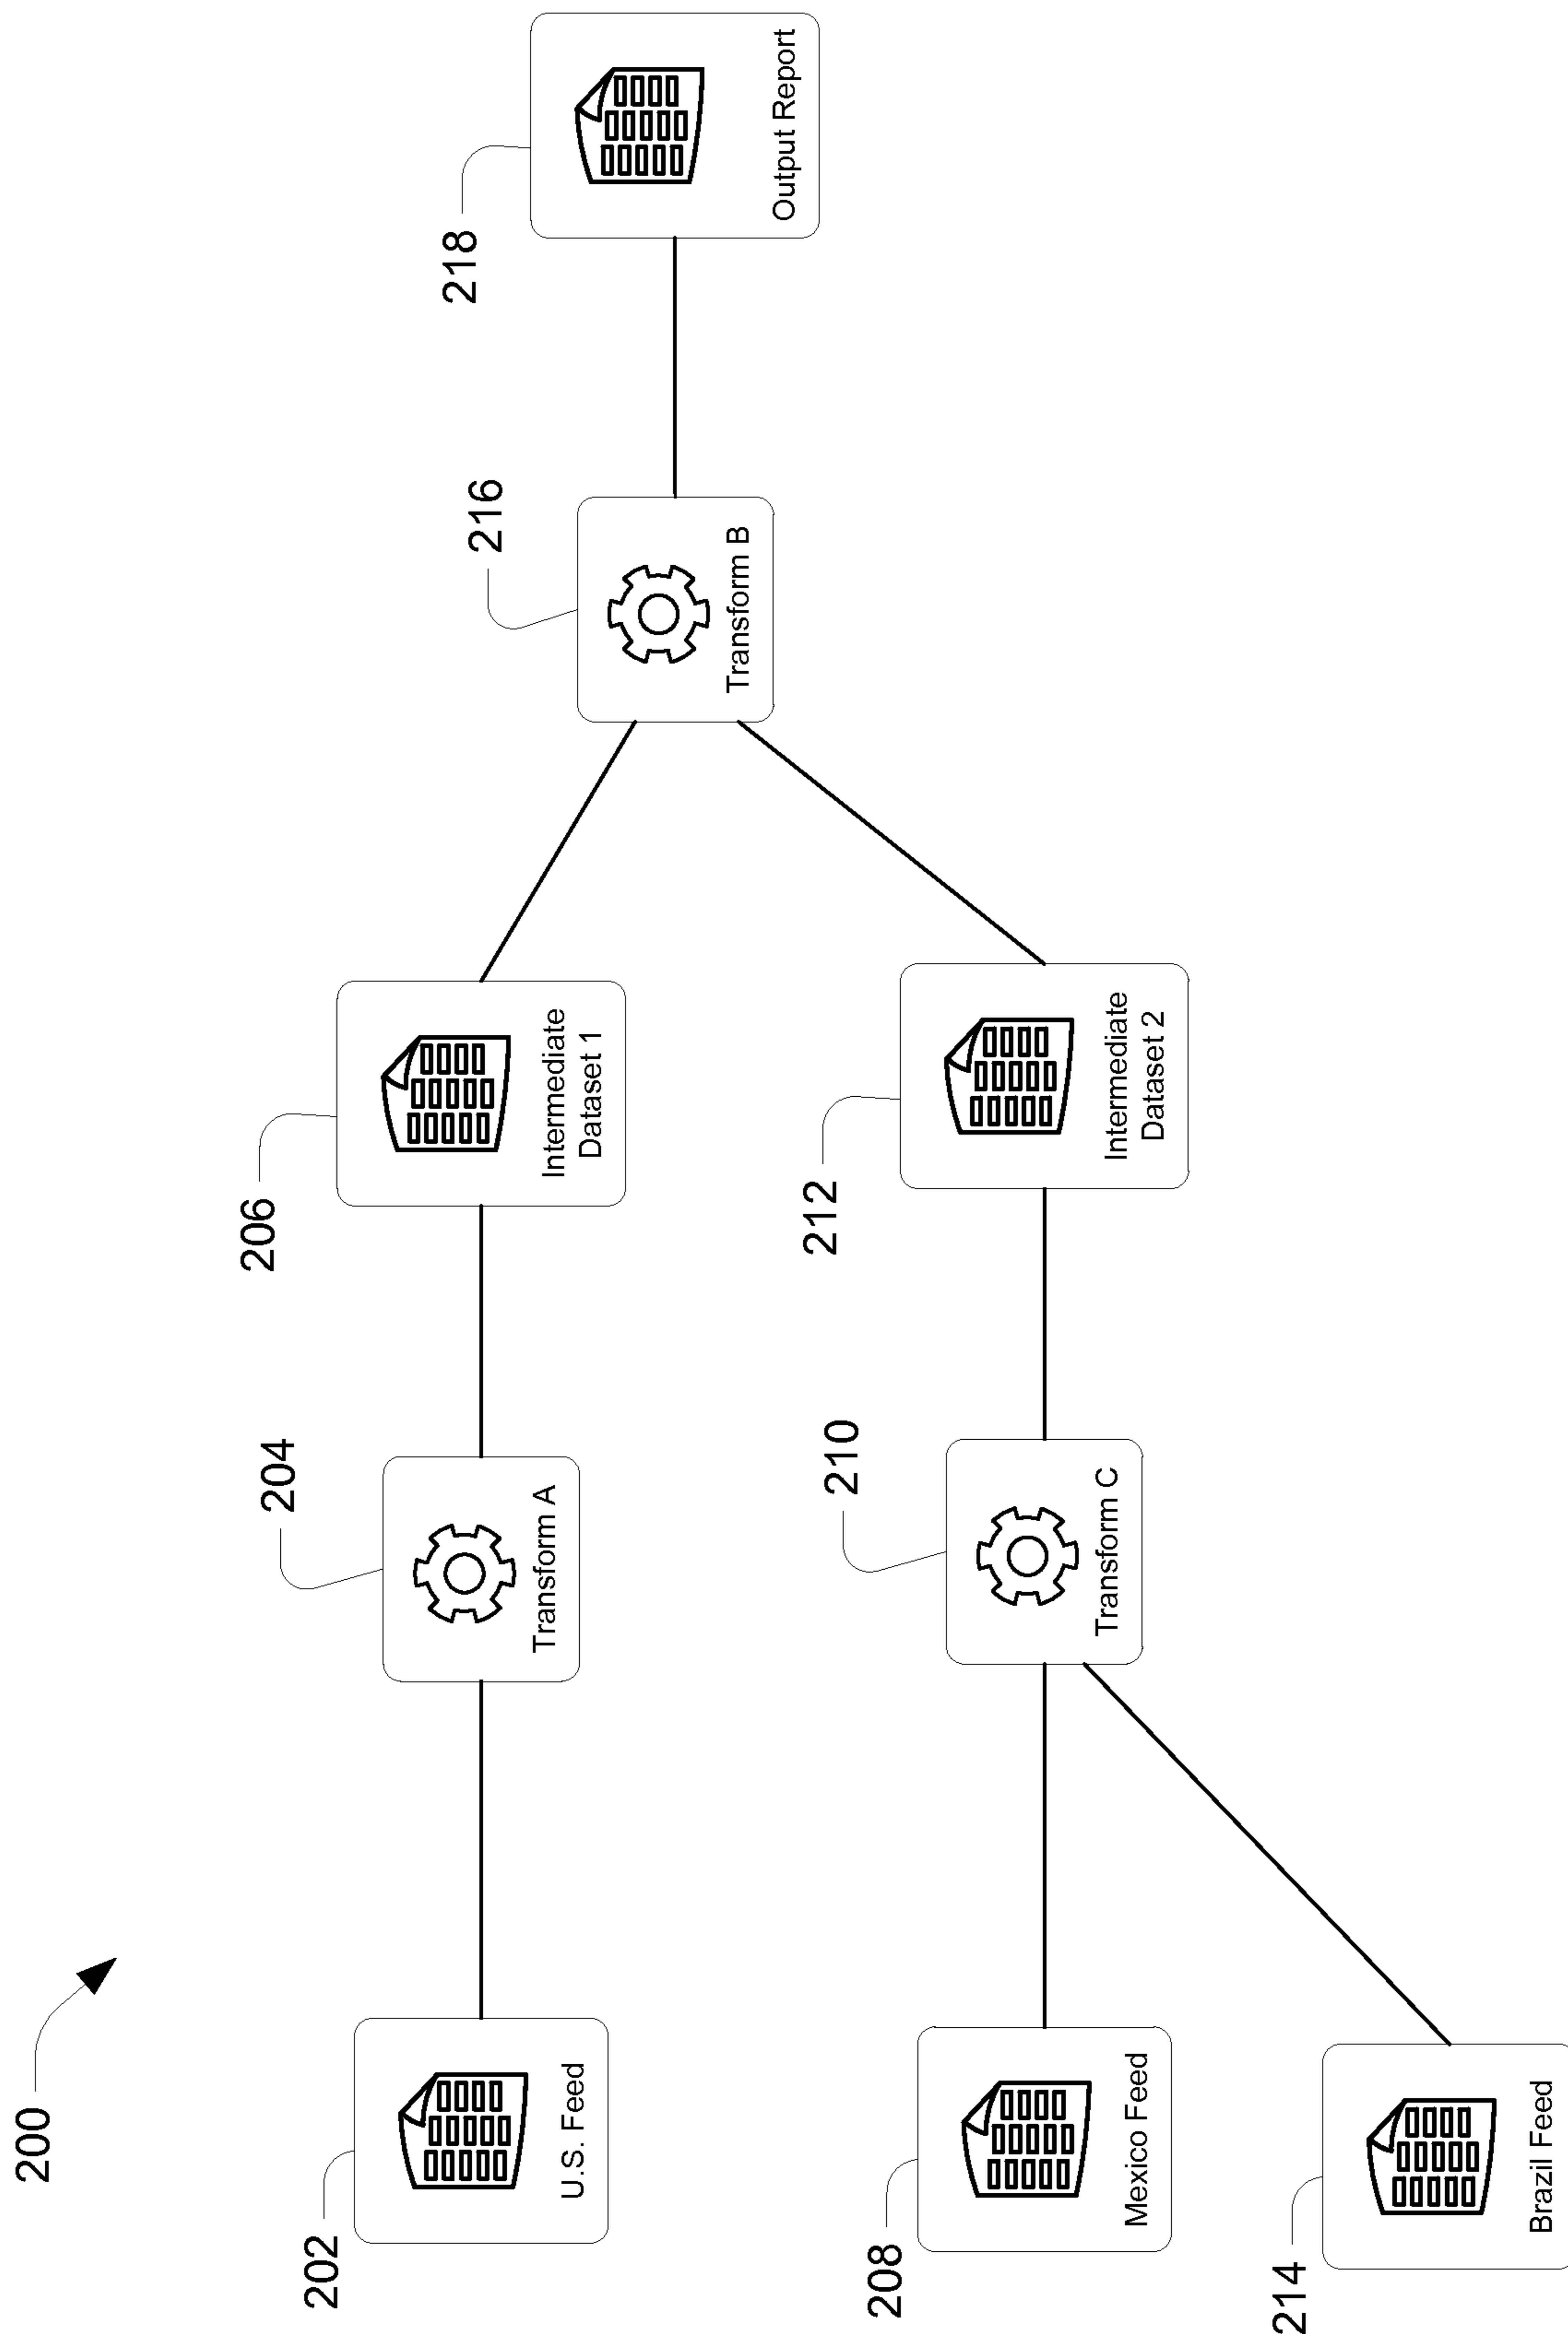 200
202
U.S. Feed
204
Transform A
206
Intermediate
Dataset 1
208
Mexico Feed
210
Transform C
212
Intermediate
Dataset 2
214
Brazil Feed
216
Transform B
218
Output Report